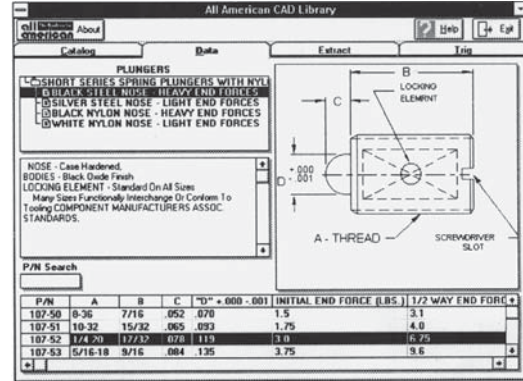 All American CAD Library
all american About
Help Exit
Catalog Data Extract Trig
PLUNGERS
SHORT SERIES SPRING PLUNGERS WITH NYL
BLACK STEEL NOSE - HEAVY END FORCES
SILVER STEEL NOSE - LIGHT END FORCES
BLACK NYLON NOSE - HEAVY END FORCES
WHITE NYLON NOSE - LIGHT END FORCES
NOSE - Case Hardened,
BODIES - Black Oxide Finish
LOCKING ELEMENT - Standard On All Sizes
Many Sizes Functionally Interchange Or Conform To
Tooling COMPONENT MANUFACTURERS ASSOC.
STANDARDS.
P/N Search
B
LOCKING
ELEMENT
C
D +.000
-.001
A - THREAD
SCREWDRIVER
SLOT
P/N A B C "D" +.000 -.001 INITIAL END FORCE (LBS.) 1/2 WAY END FORC
107-50 8-36 7/16 .052 .070 1.5 3.1
107-51 10-32 15/32 .065 .093 1.75 4.0
107-52 1/4-20 17/32 .078 .119 3.0 6.75
107-53 5/16-18 9/16 .084 .135 3.75 9.6